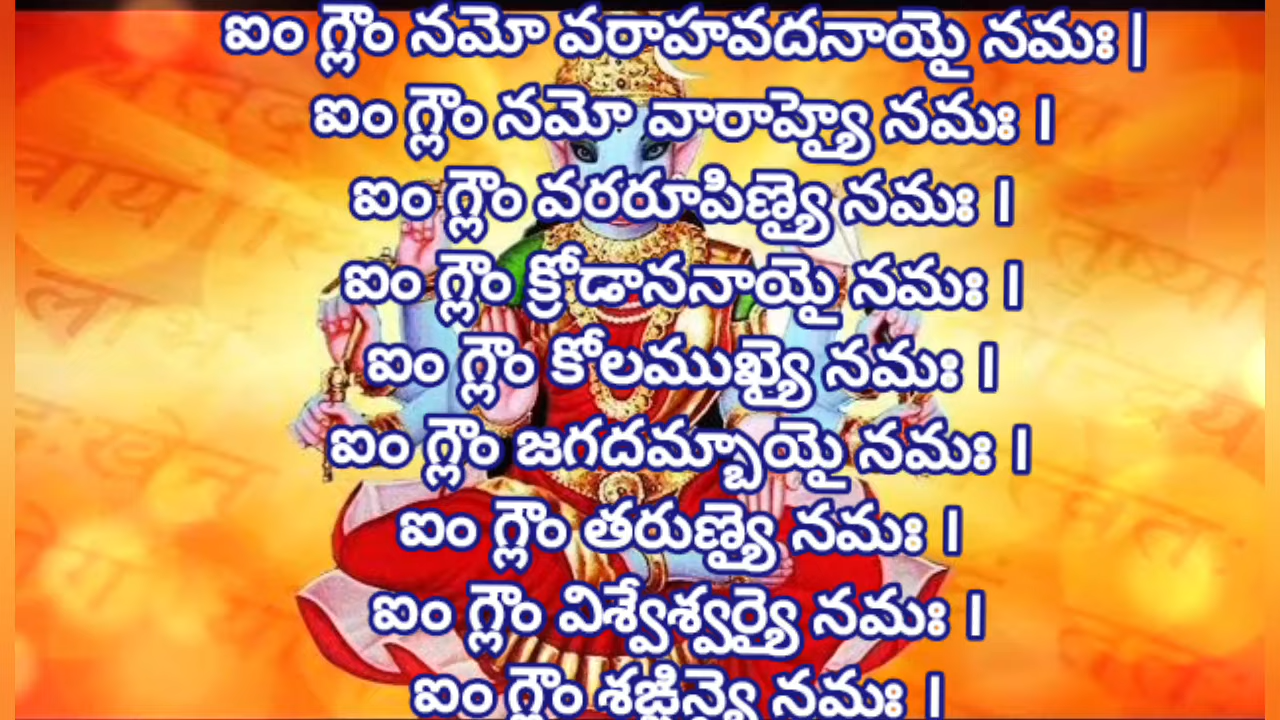 ఐం గ్లౌం నమో వరాహవదనాయై నమః |
ఐం గ్లౌం నమో వారాహ్యై నమః ।
ఐం గ్లౌం వరరూపిణ్యై నమః ।
ఐం గ్లౌం క్రోడాననాయై నమః ।
ఐం గ్లౌం కోలముఖ్యై నమః ।
ఐం గ్లౌం జగదమ్బాయై నమః ।
ఐం గ్లౌం తరుణ్యై నమః ।
ఐం గ్లౌం విశ్వేశ్వర్యై నమః ।
ఐం గ్లౌం శఙ్ఖిన్యై నమః ।